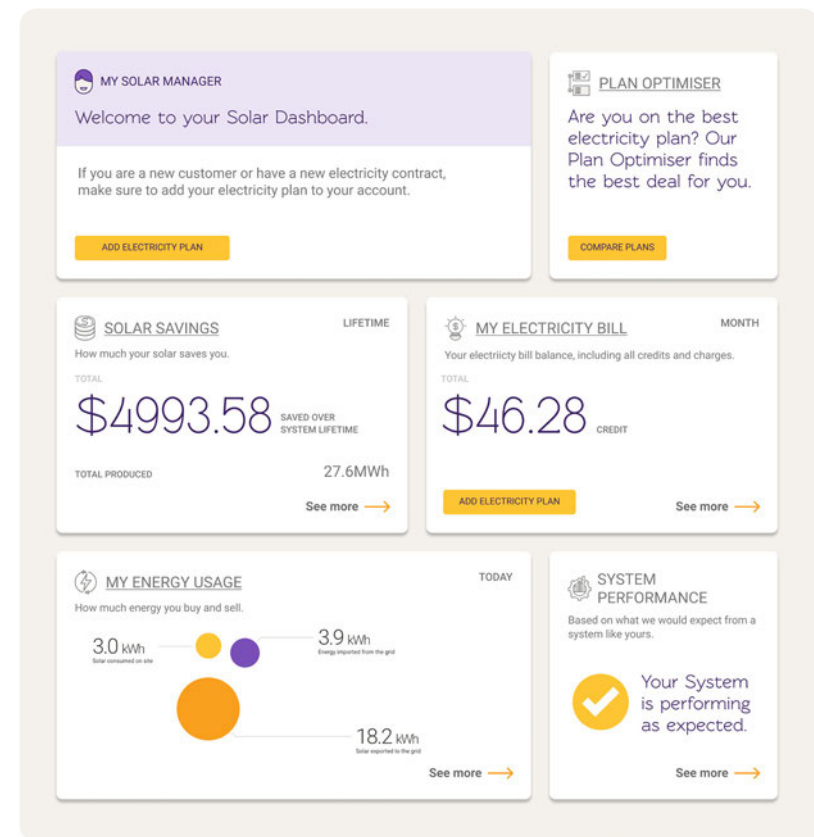 MY SOLAR MANAGER
Welcome to your Solar Dashboard.
If you are a new customer or have a new electricity contract,
make sure to add your electricity plan to your account.
ADD ELECTRICITY PLAN
PLAN OPTIMISER
Are you on the best
electricity plan? Our
Plan Optimiser finds
the best deal for you.
COMPARE PLANS
SOLAR SAVINGS
LIFETIME
How much your solar saves you.
TOTAL
$4993.58
SAVED OVER
SYSTEM LIFETIME
TOTAL PRODUCED
27.6MWh
See more
MY ELECTRICITY BILL
MONTH
Your electriicty bill balance, including all credits and charges.
TOTAL
$46.28
CREDIT
ADD ELECTRICITY PLAN
See more
MY ENERGY USAGE
TODAY
How much energy you buy and sell.
3.0 kWh
Solar consumed on site
3.9 kWh
Energy imported from the grid
18.2 kWh
Solar exported to the grid
See more
SYSTEM
PERFORMANCE
Based on what we would expect from a
system like yours.
Your System
is performing
as expected.
See more